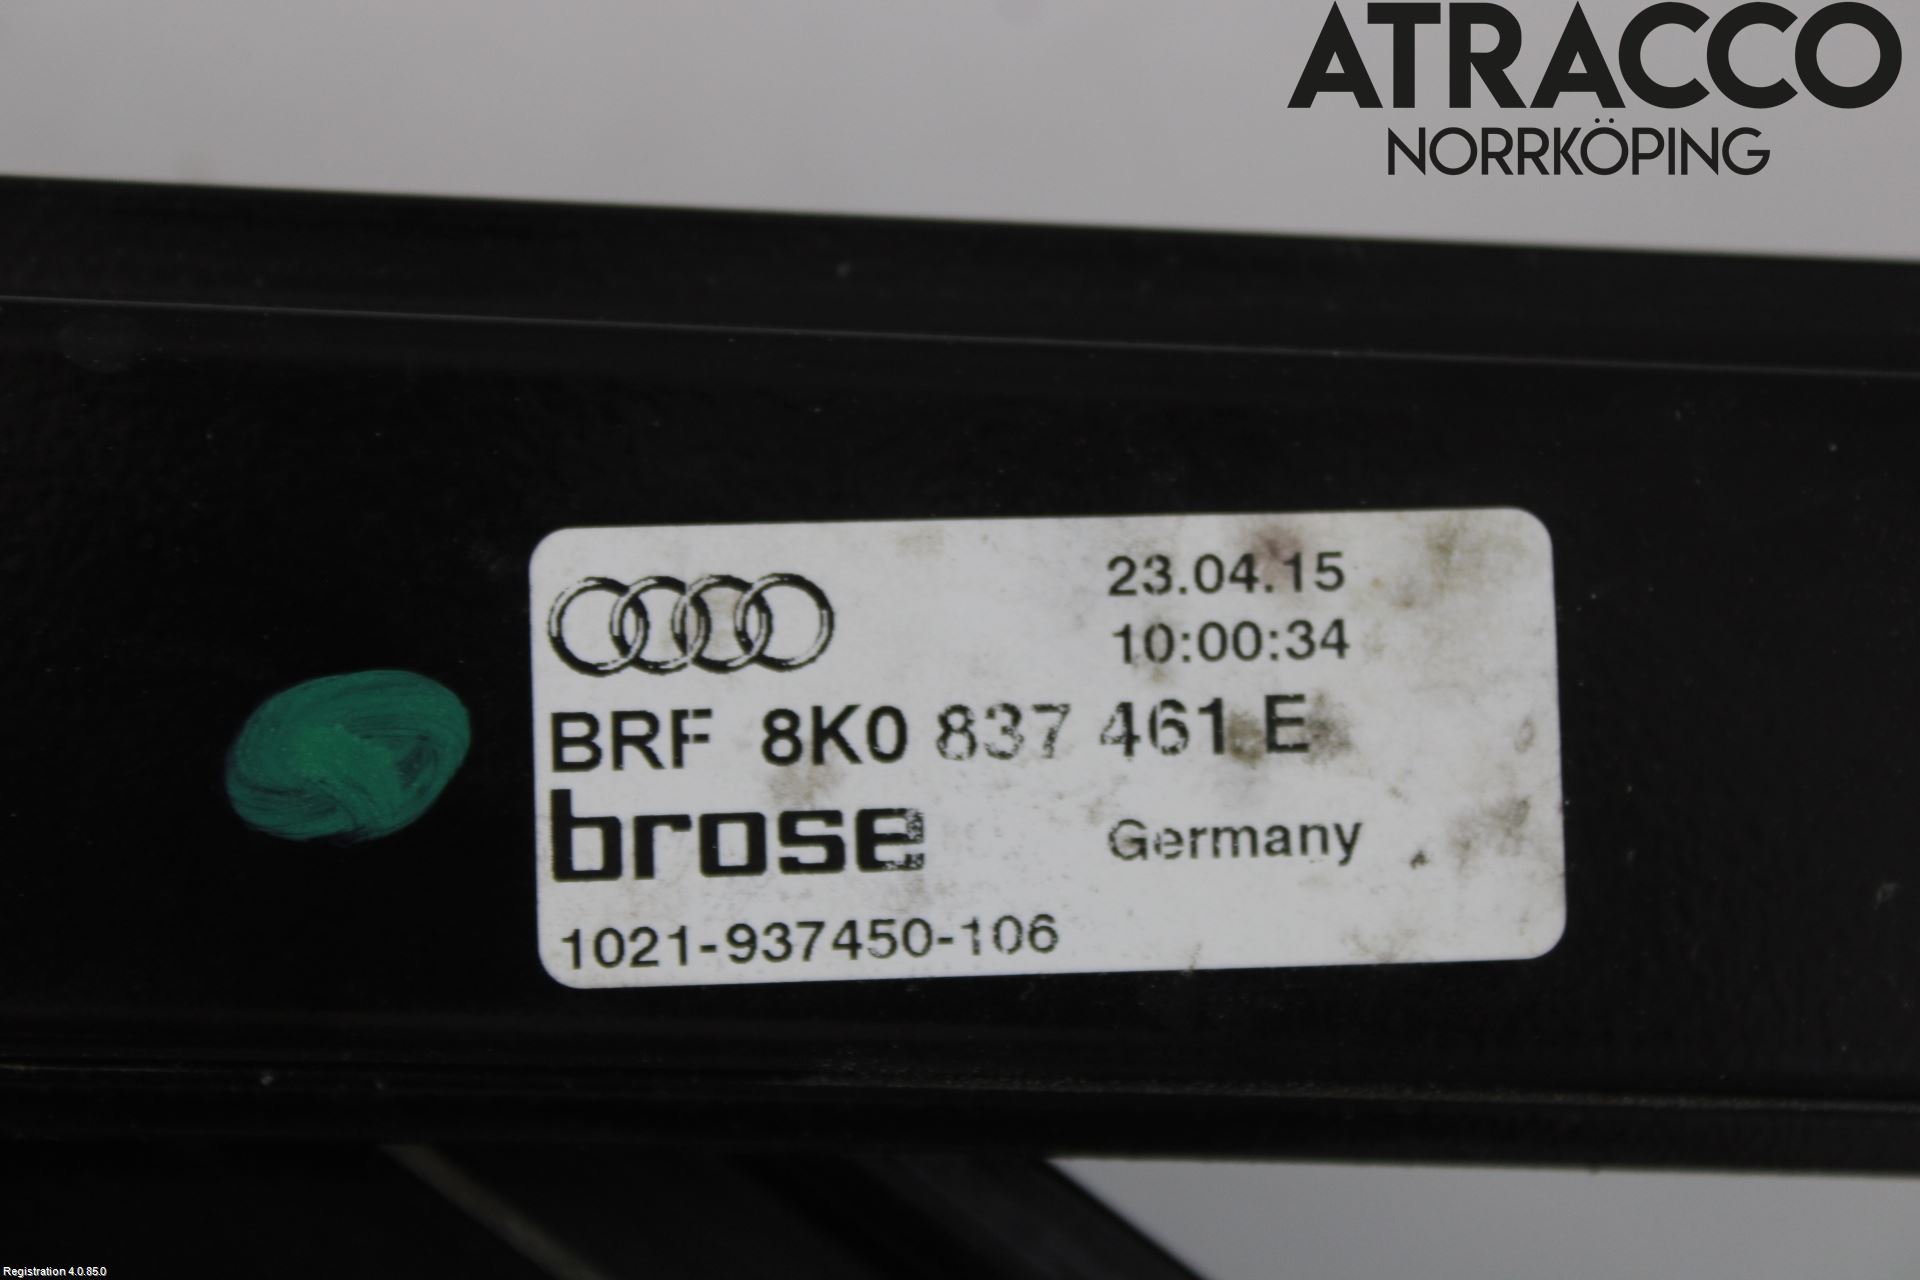 ATRACCO
NORRKÖPING
23.04.15
10:00:34
BRF 8K0 837 461 E
brose
Germany
1021-937450-106
Registration 4.0.85.0